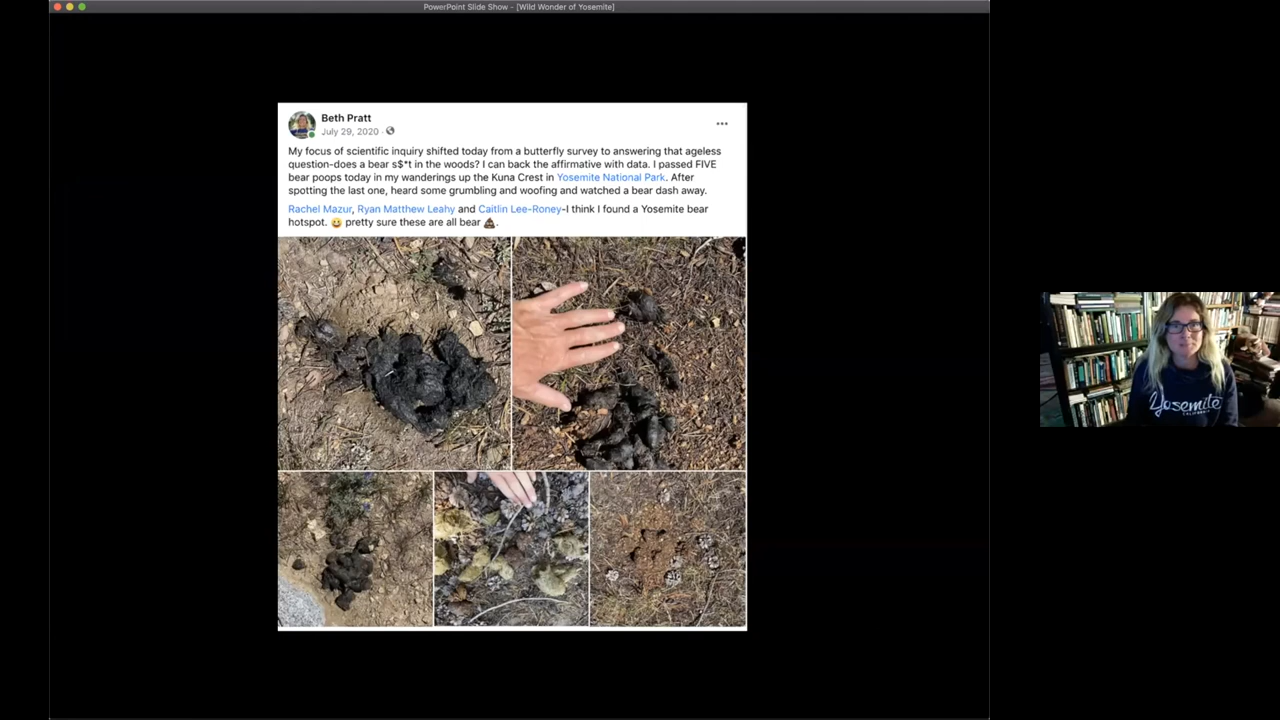 PowerPoint Slide Show - [Wild Wonder of Yosemite]
Beth Pratt
July 29, 2020 ·
My focus of scientific inquiry shifted today from a butterfly survey to answering that ageless
question-does a bear s$*t in the woods? I can back the affirmative with data. I passed FIVE
bear poops today in my wanderings up the Kuna Crest in Yosemite National Park. After
spotting the last one, heard some grumbling and woofing and watched a bear dash away.
Rachel Mazur, Ryan Matthew Leahy and Caitlin Lee-Roney-I think I found a Yosemite bear
hotspot. 😀 pretty sure these are all bear 💩.
Yosemite
CALIFORNIA